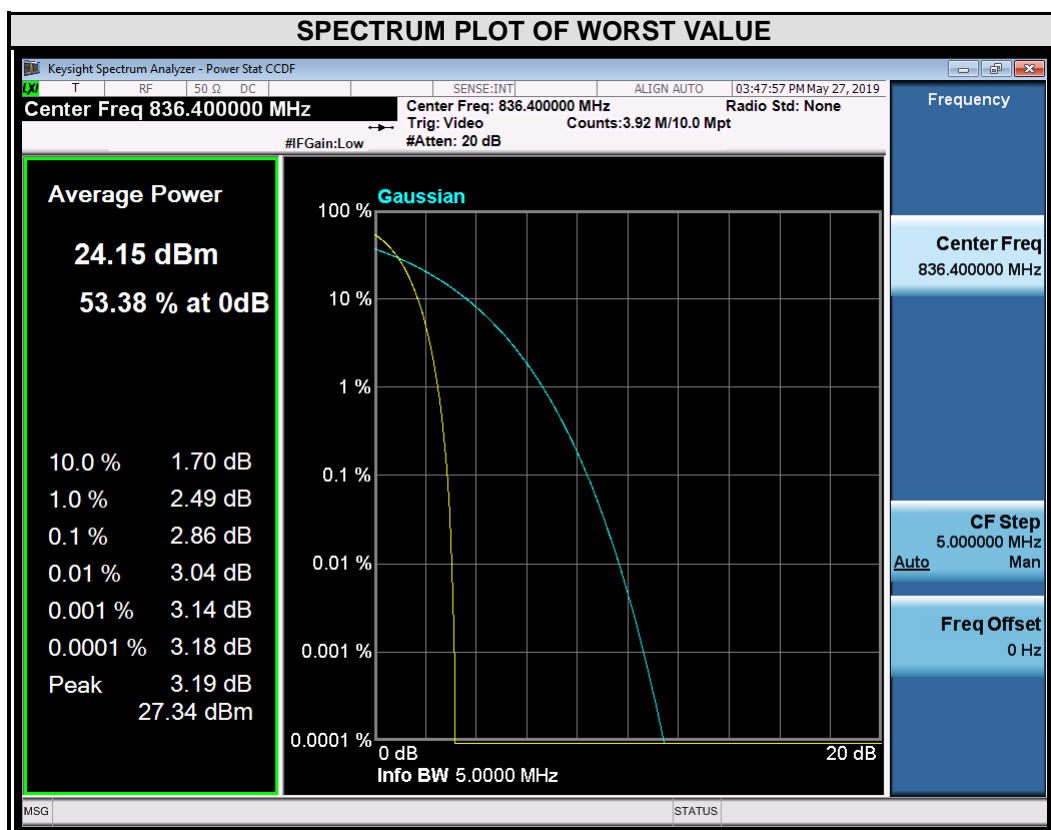 SPECTRUM PLOT OF WORST VALUE
Keysight Spectrum Analyzer - Power Stat CCDF
LXI T RF 50 Ω DC SENSE:INT ALIGN AUTO 03:47:57 PM May 27, 2019
Center Freq 836.400000 MHz
Center Freq: 836.400000 MHz Radio Std: None
Trig: Video Counts:3.92 M/10.0 Mpt
#IFGain:Low #Atten: 20 dB
Frequency
Average Power
24.15 dBm
53.38 % at 0dB
10.0 % 1.70 dB
1.0 % 2.49 dB
0.1 % 2.86 dB
0.01 % 3.04 dB
0.001 % 3.14 dB
0.0001 % 3.18 dB
Peak 3.19 dB
27.34 dBm
Gaussian
100 %
10 %
1 %
0.1 %
0.01 %
0.001 %
0.0001 %
0 dB 20 dB
Info BW 5.0000 MHz
Center Freq
836.400000 MHz
CF Step
5.000000 MHz
Auto Man
Freq Offset
0 Hz
MSG STATUS